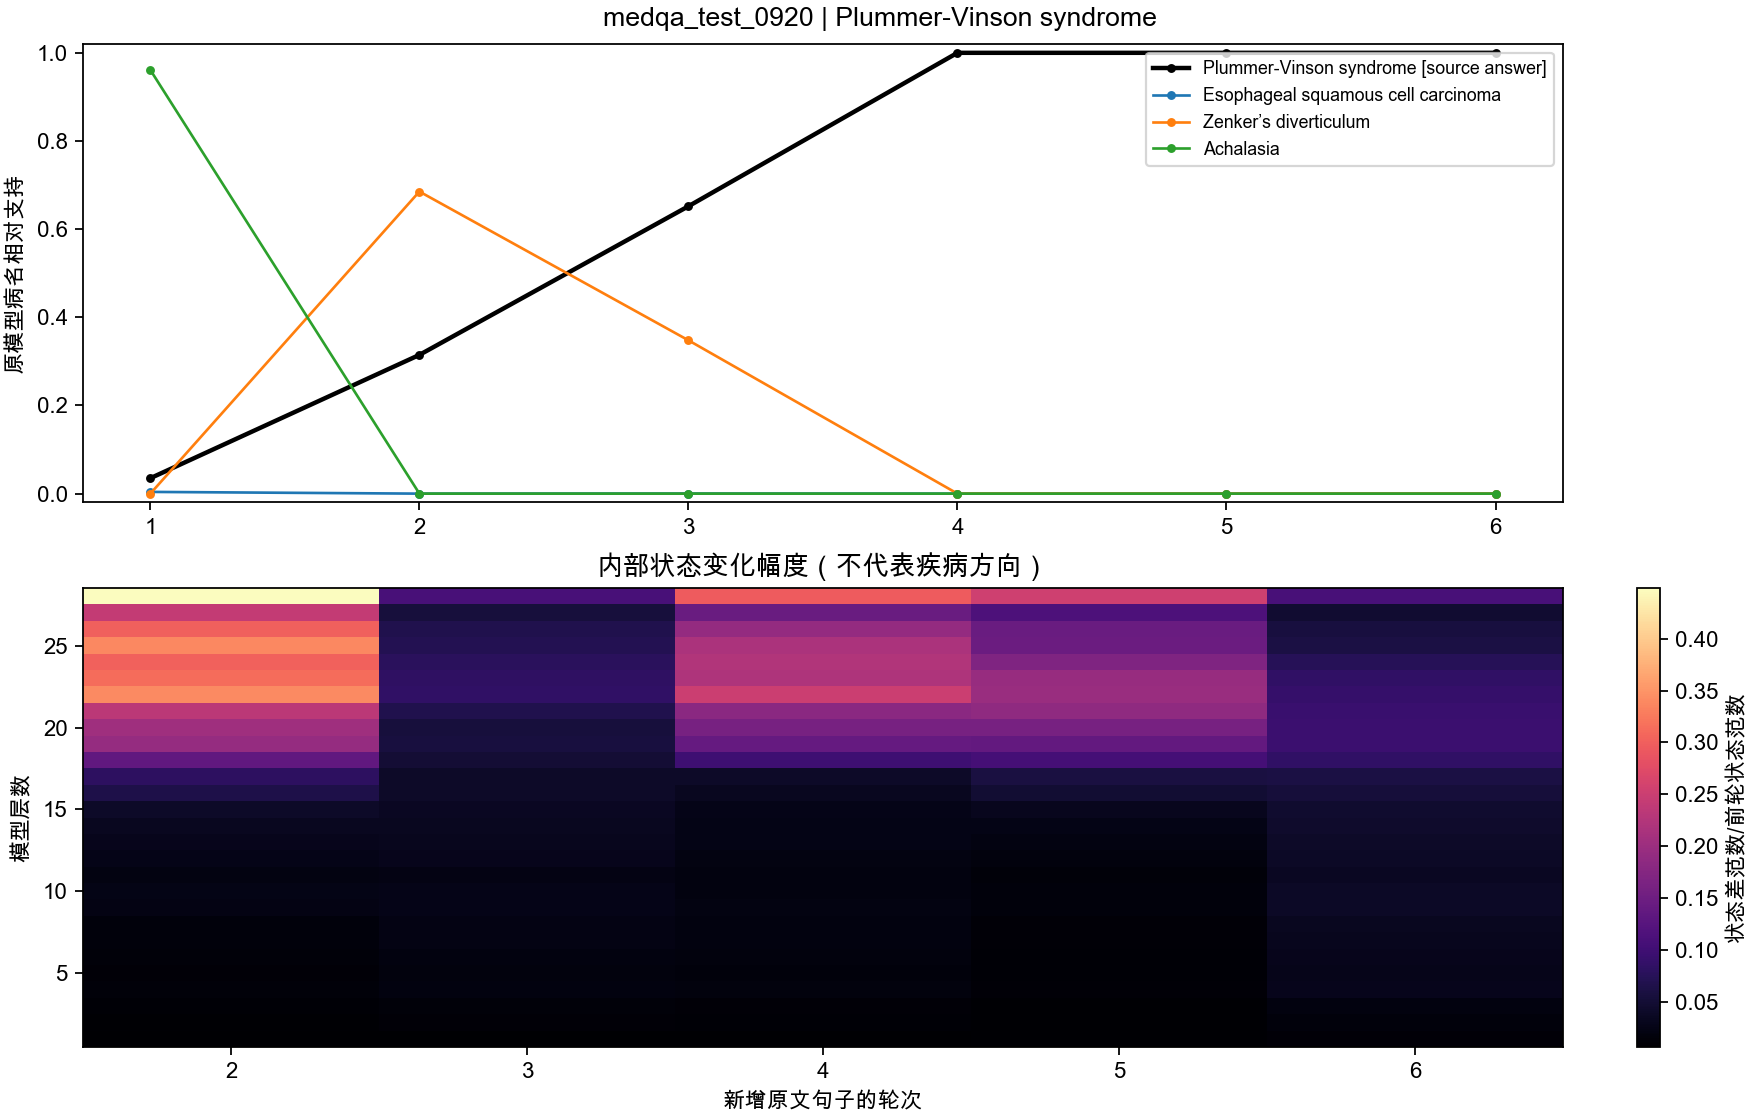 medqa_test_0920 | Plummer-Vinson syndrome
原模型病名相对支持
1.0
0.8
0.6
0.4
0.2
0.0
Plummer-Vinson syndrome [source answer]
Esophageal squamous cell carcinoma
Zenker's diverticulum
Achalasia
1 2 3 4 5 6
内部状态变化幅度（不代表疾病方向）
模型层数
25
20
15
10
5
2 3 4 5 6
新增原文句子的轮次
0.40
0.35
0.30
0.25
0.20
0.15
0.10
0.05
状态差范数/前轮状态范数